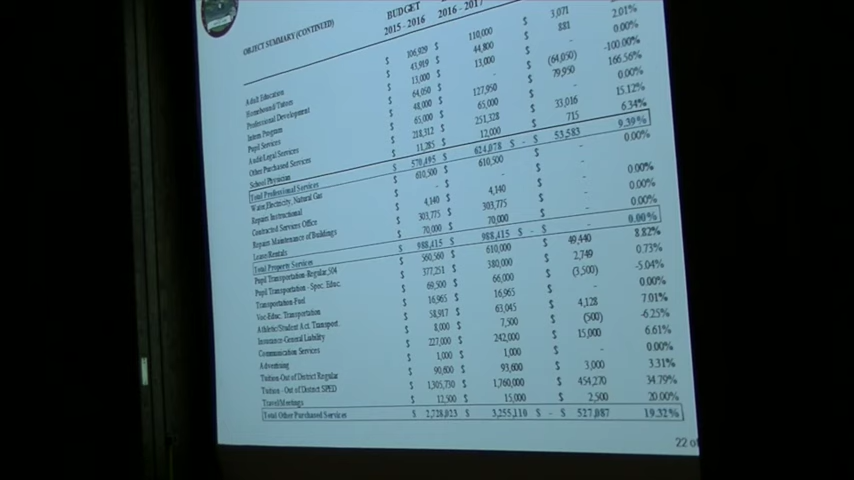 OBJECT SUMMARY (CONTINUED)
BUDGET
2015 - 2016 2016 - 2017
Adult Education $ 106,929 $ 110,000 $ 3,071 2.01%
Homebound/Tutors $ 43,919 $ 44,800 $ 881 0.00%
Professional Development $ 13,000 $ 13,000 $ -
Intern Program $ 64,050 $ - $ (64,050) -100.00%
Pupil Services $ 48,000 $ 127,950 $ 79,950 166.56%
Audit/Legal Services $ 65,000 $ 65,000 $ - 0.00%
Other Purchased Services $ 218,312 $ 251,328 $ 33,016 15.12%
School Physician $ 11,285 $ 12,000 $ 715 6.34%
Total Professional Services $ 570,495 $ 624,078 $ - $ 53,583 9.39%
Water, Electricity, Natural Gas $ 610,500 $ 610,500 $ - 0.00%
Repairs Instructional $ - $ - $ -
Contracted Services Office $ 4,140 $ 4,140 $ - 0.00%
Repairs Maintenance of Buildings $ 303,775 $ 303,775 $ - 0.00%
Lease/Rentals $ 70,000 $ 70,000 $ - 0.00%
Total Property Services $ 988,415 $ 988,415 $ - $ - 0.00%
Pupil Transportation-Regular, 504 $ 560,560 $ 610,000 $ 49,440 8.82%
Pupil Transportation - Spec. Educ. $ 377,251 $ 380,000 $ 2,749 0.73%
Transportation-Fuel $ 69,500 $ 66,000 $ (3,500) -5.04%
Voc-Educ. Transportation $ 16,965 $ 16,965 $ - 0.00%
Athletic/Student Act. Transport. $ 58,917 $ 63,045 $ 4,128 7.01%
Insurance-General Liability $ 8,000 $ 7,500 $ (500) -6.25%
Communication Services $ 227,000 $ 242,000 $ 15,000 6.61%
Advertising $ 1,000 $ 1,000 $ - 0.00%
Tuition-Out of District Regular $ 90,600 $ 93,600 $ 3,000 3.31%
Tuition - Out of District SPED $ 1,305,730 $ 1,760,000 $ 454,270 34.79%
Travel/Meetings $ 12,500 $ 15,000 $ 2,500 20.00%
Total Other Purchased Services $ 2,728,023 $ 3,255,110 $ - $ 527,087 19.32%
22 of